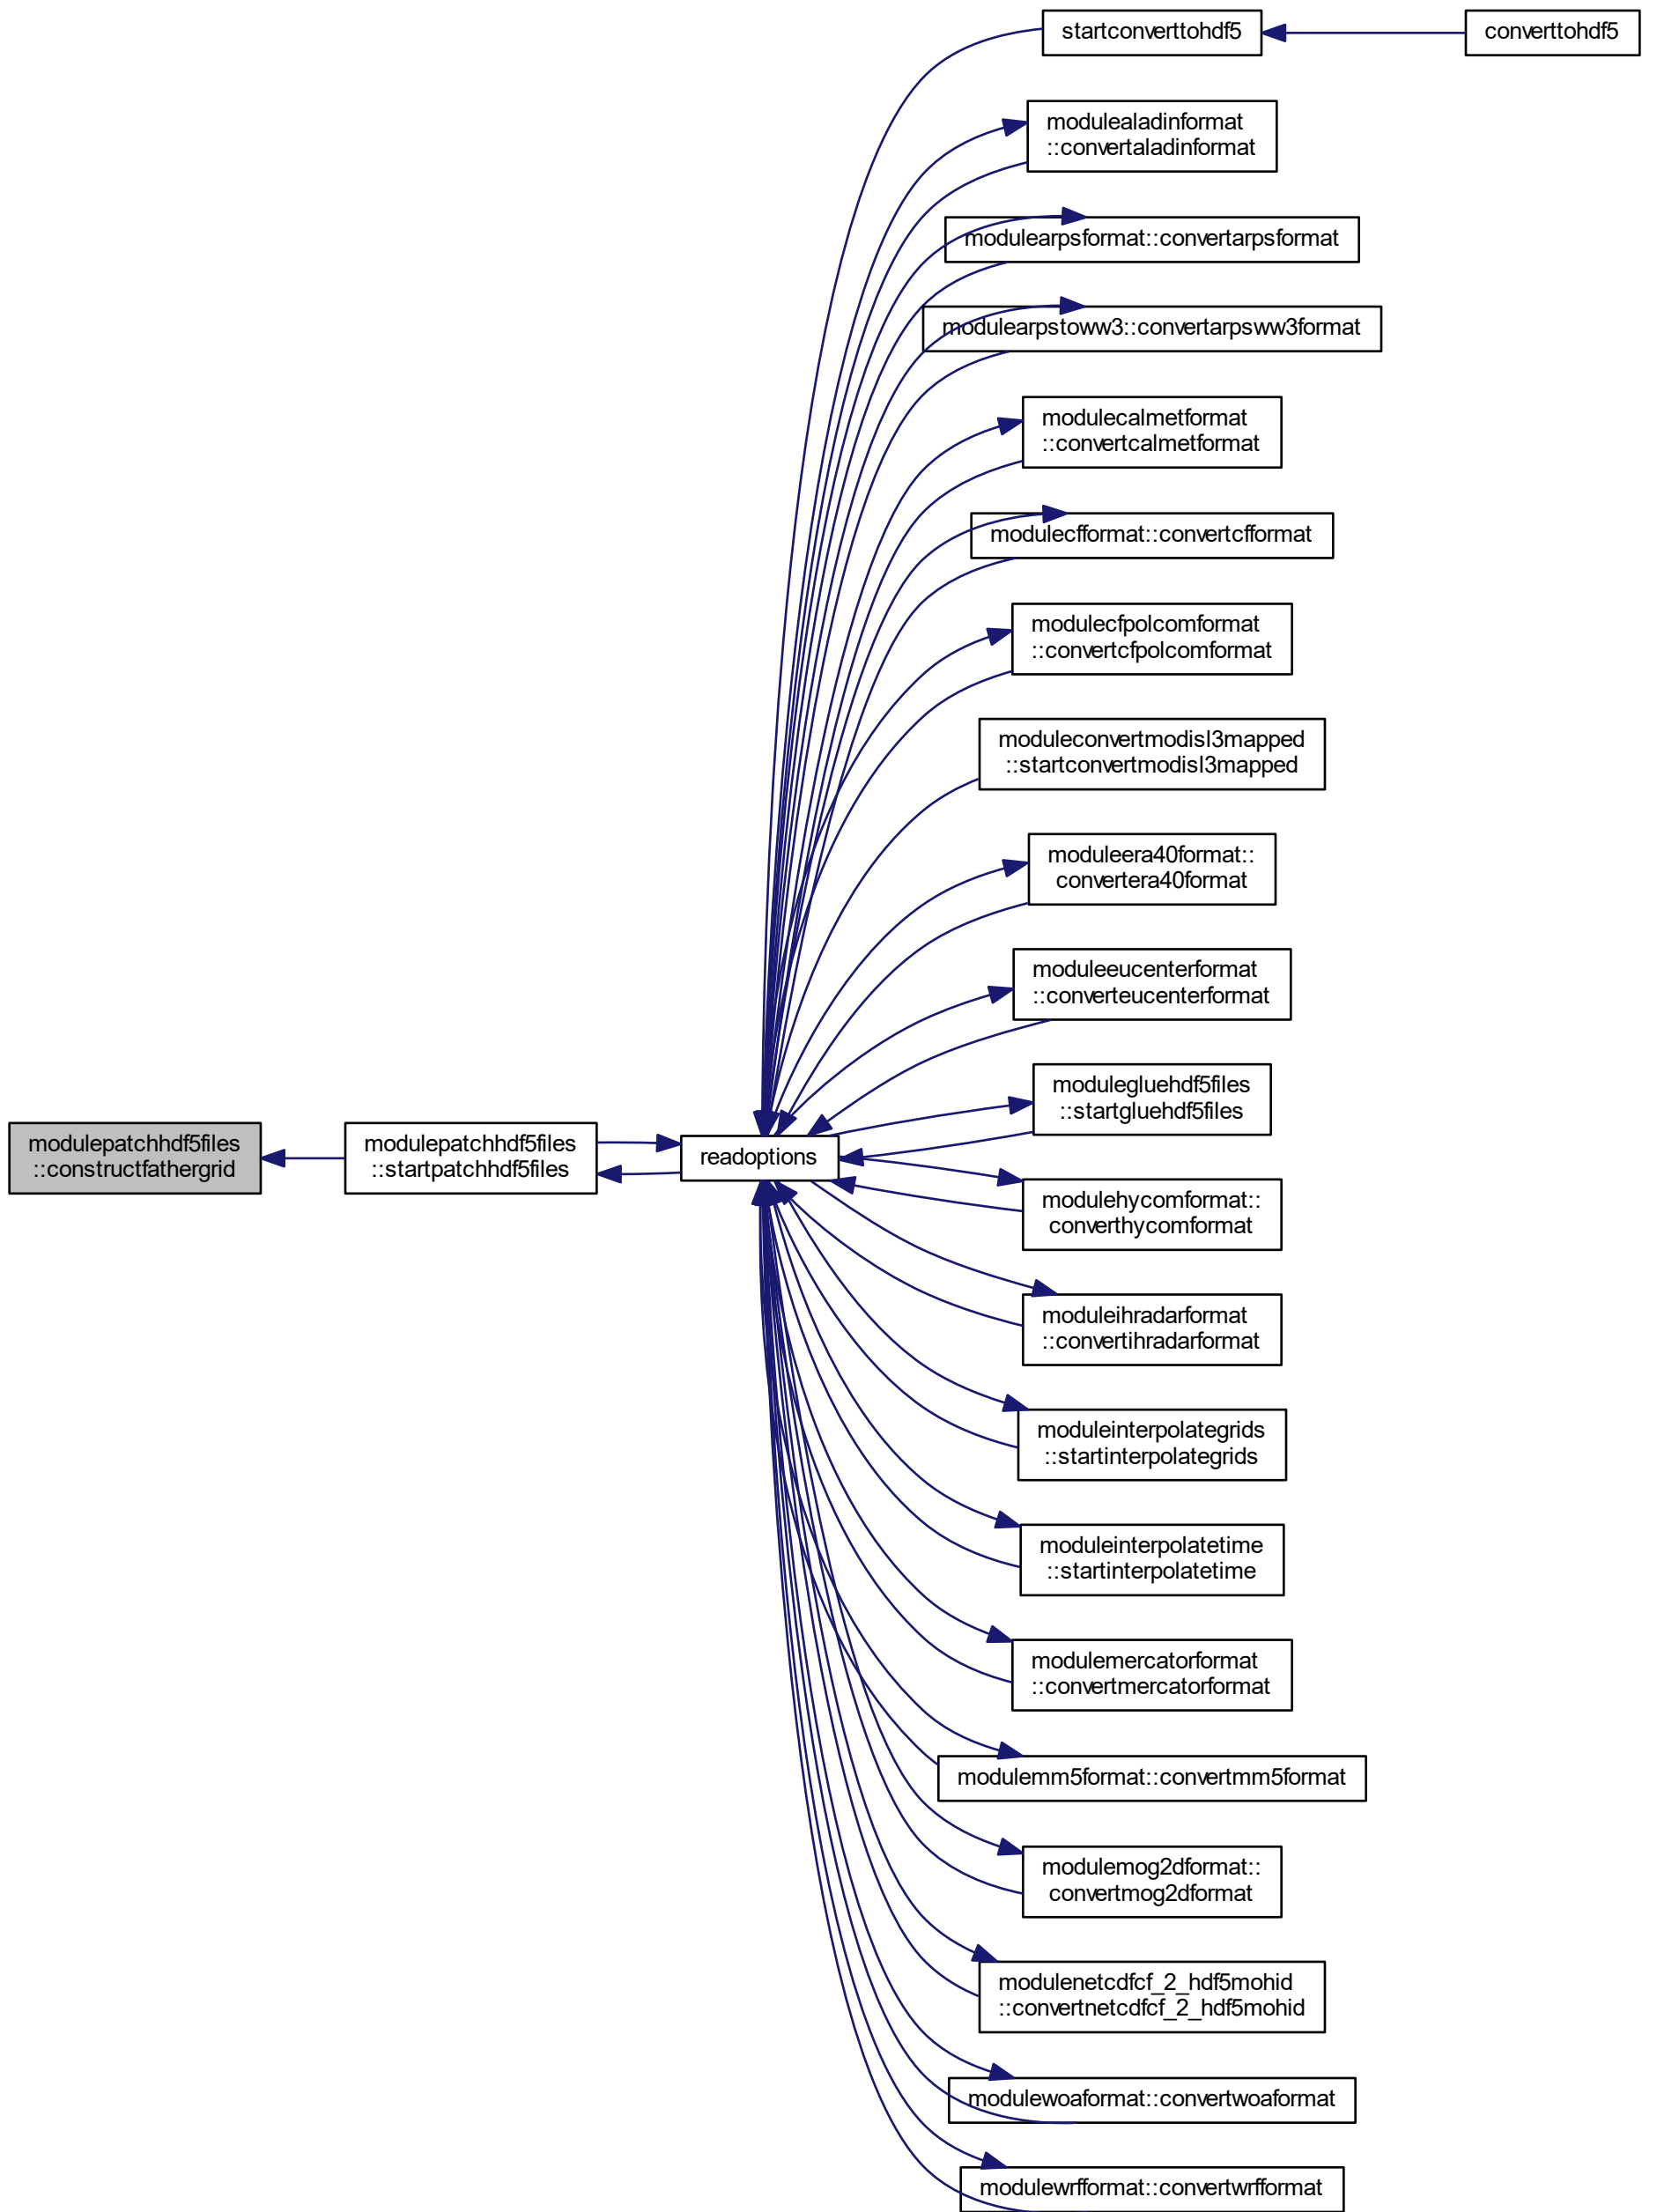 startconverttohdf5
converttohdf5
modulealadinformat
::convertaladinformat
modulearpsformat::convertarpsformat
modulearpstoww3::convertarpsww3format
modulecalmetformat
::convertcalmetformat
modulecfformat::convertcfformat
modulecfpolcomformat
::convertcfpolcomformat
moduleconvertmodisl3mapped
::startconvertmodisl3mapped
moduleera40format::
convertera40format
moduleeucenterformat
::converteucenterformat
modulegluehdf5files
::startgluehdf5files
modulepatchhdf5files
::constructfathergrid
modulepatchhdf5files
::startpatchhdf5files
readoptions
modulehycomformat::
converthycomformat
moduleihradarformat
::convertihradarformat
moduleinterpolategrids
::startinterpolategrids
moduleinterpolatetime
::startinterpolatetime
modulemercatorformat
::convertmercatorformat
modulemm5format::convertmm5format
modulemog2dformat::
convertmog2dformat
modulenetcdfcf_2_hdf5mohid
::convertnetcdfcf_2_hdf5mohid
modulewoaformat::convertwoaformat
modulewrfformat::convertwrfformat